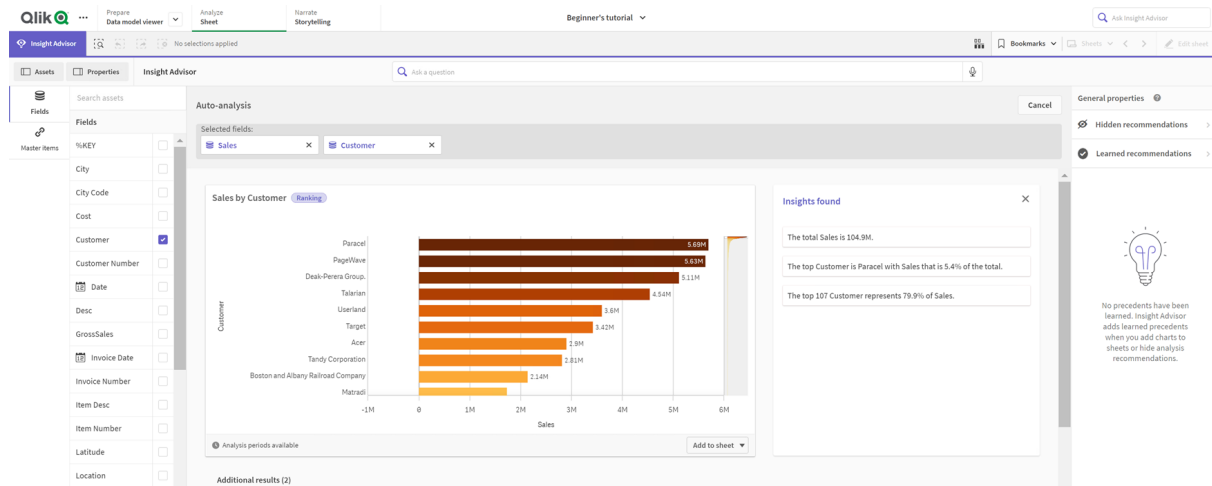 Qlik
Prepare
Data model viewer
Analyze
Sheet
Narrate
Storytelling
Beginner's tutorial
Ask Insight Advisor
Insight Advisor
No selections applied
Bookmarks
Sheets
Edit sheet
Assets
Properties
Insight Advisor
Ask a question
Fields
Master items
Search assets
Fields
%KEY
City
City Code
Cost
Customer
Customer Number
Date
Desc
GrossSales
Invoice Date
Invoice Number
Item Desc
Item Number
Latitude
Location
Auto-analysis
Cancel
Selected fields:
Sales
Customer
Sales by Customer
Ranking
Customer
Paracel
5.69M
PageWave
5.63M
Deak-Perera Group.
5.11M
Talarian
4.54M
Userland
3.6M
Target
3.42M
Acer
2.9M
Tandy Corporation
2.81M
Boston and Albany Railroad Company
2.14M
Matradi
-1M 0 1M 2M 3M 4M 5M 6M
Sales
Analysis periods available
Add to sheet
Additional results (2)
Insights found
The total Sales is 104.9M.
The top Customer is Paracel with Sales that is 5.4% of the total.
The top 107 Customer represents 79.9% of Sales.
General properties
Hidden recommendations
Learned recommendations
No precedents have been
learned. Insight Advisor
adds learned precedents
when you add charts to
sheets or hide analysis
recommendations.